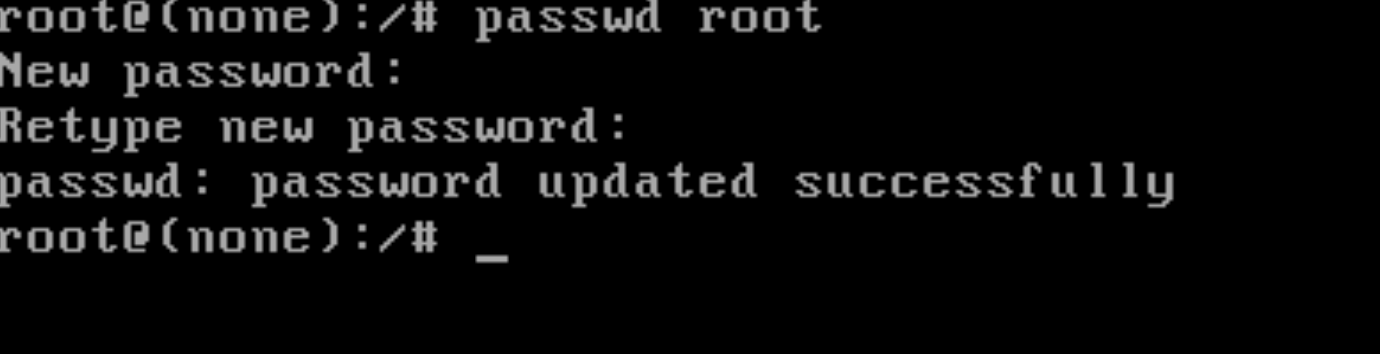 root@(none):/# passwd root
New password:
Retype new password:
passwd: password updated successfully
root@(none):/# _